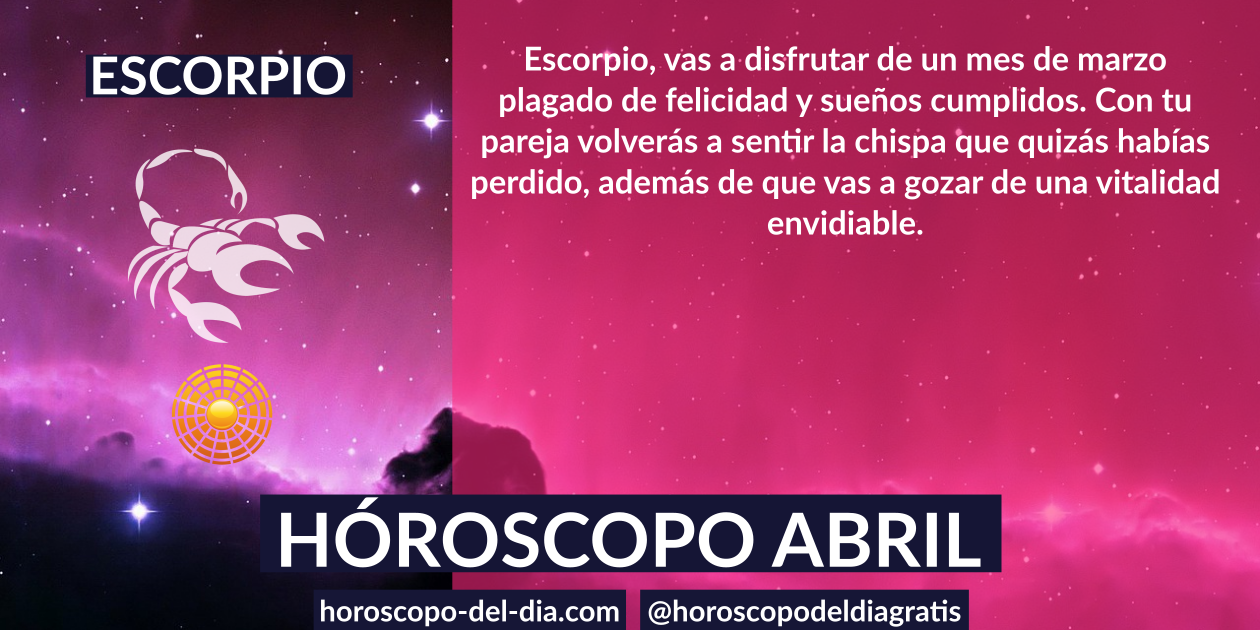 ESCORPIO
Escorpio, vas a disfrutar de un mes de marzo
plagado de felicidad y sueños cumplidos. Con tu
pareja volverás a sentir la chispa que quizás habías
perdido, además de que vas a gozar de una vitalidad
envidiable.
HÓROSCOPO ABRIL
horoscopo-del-dia.com
@horoscopodeldiagratis